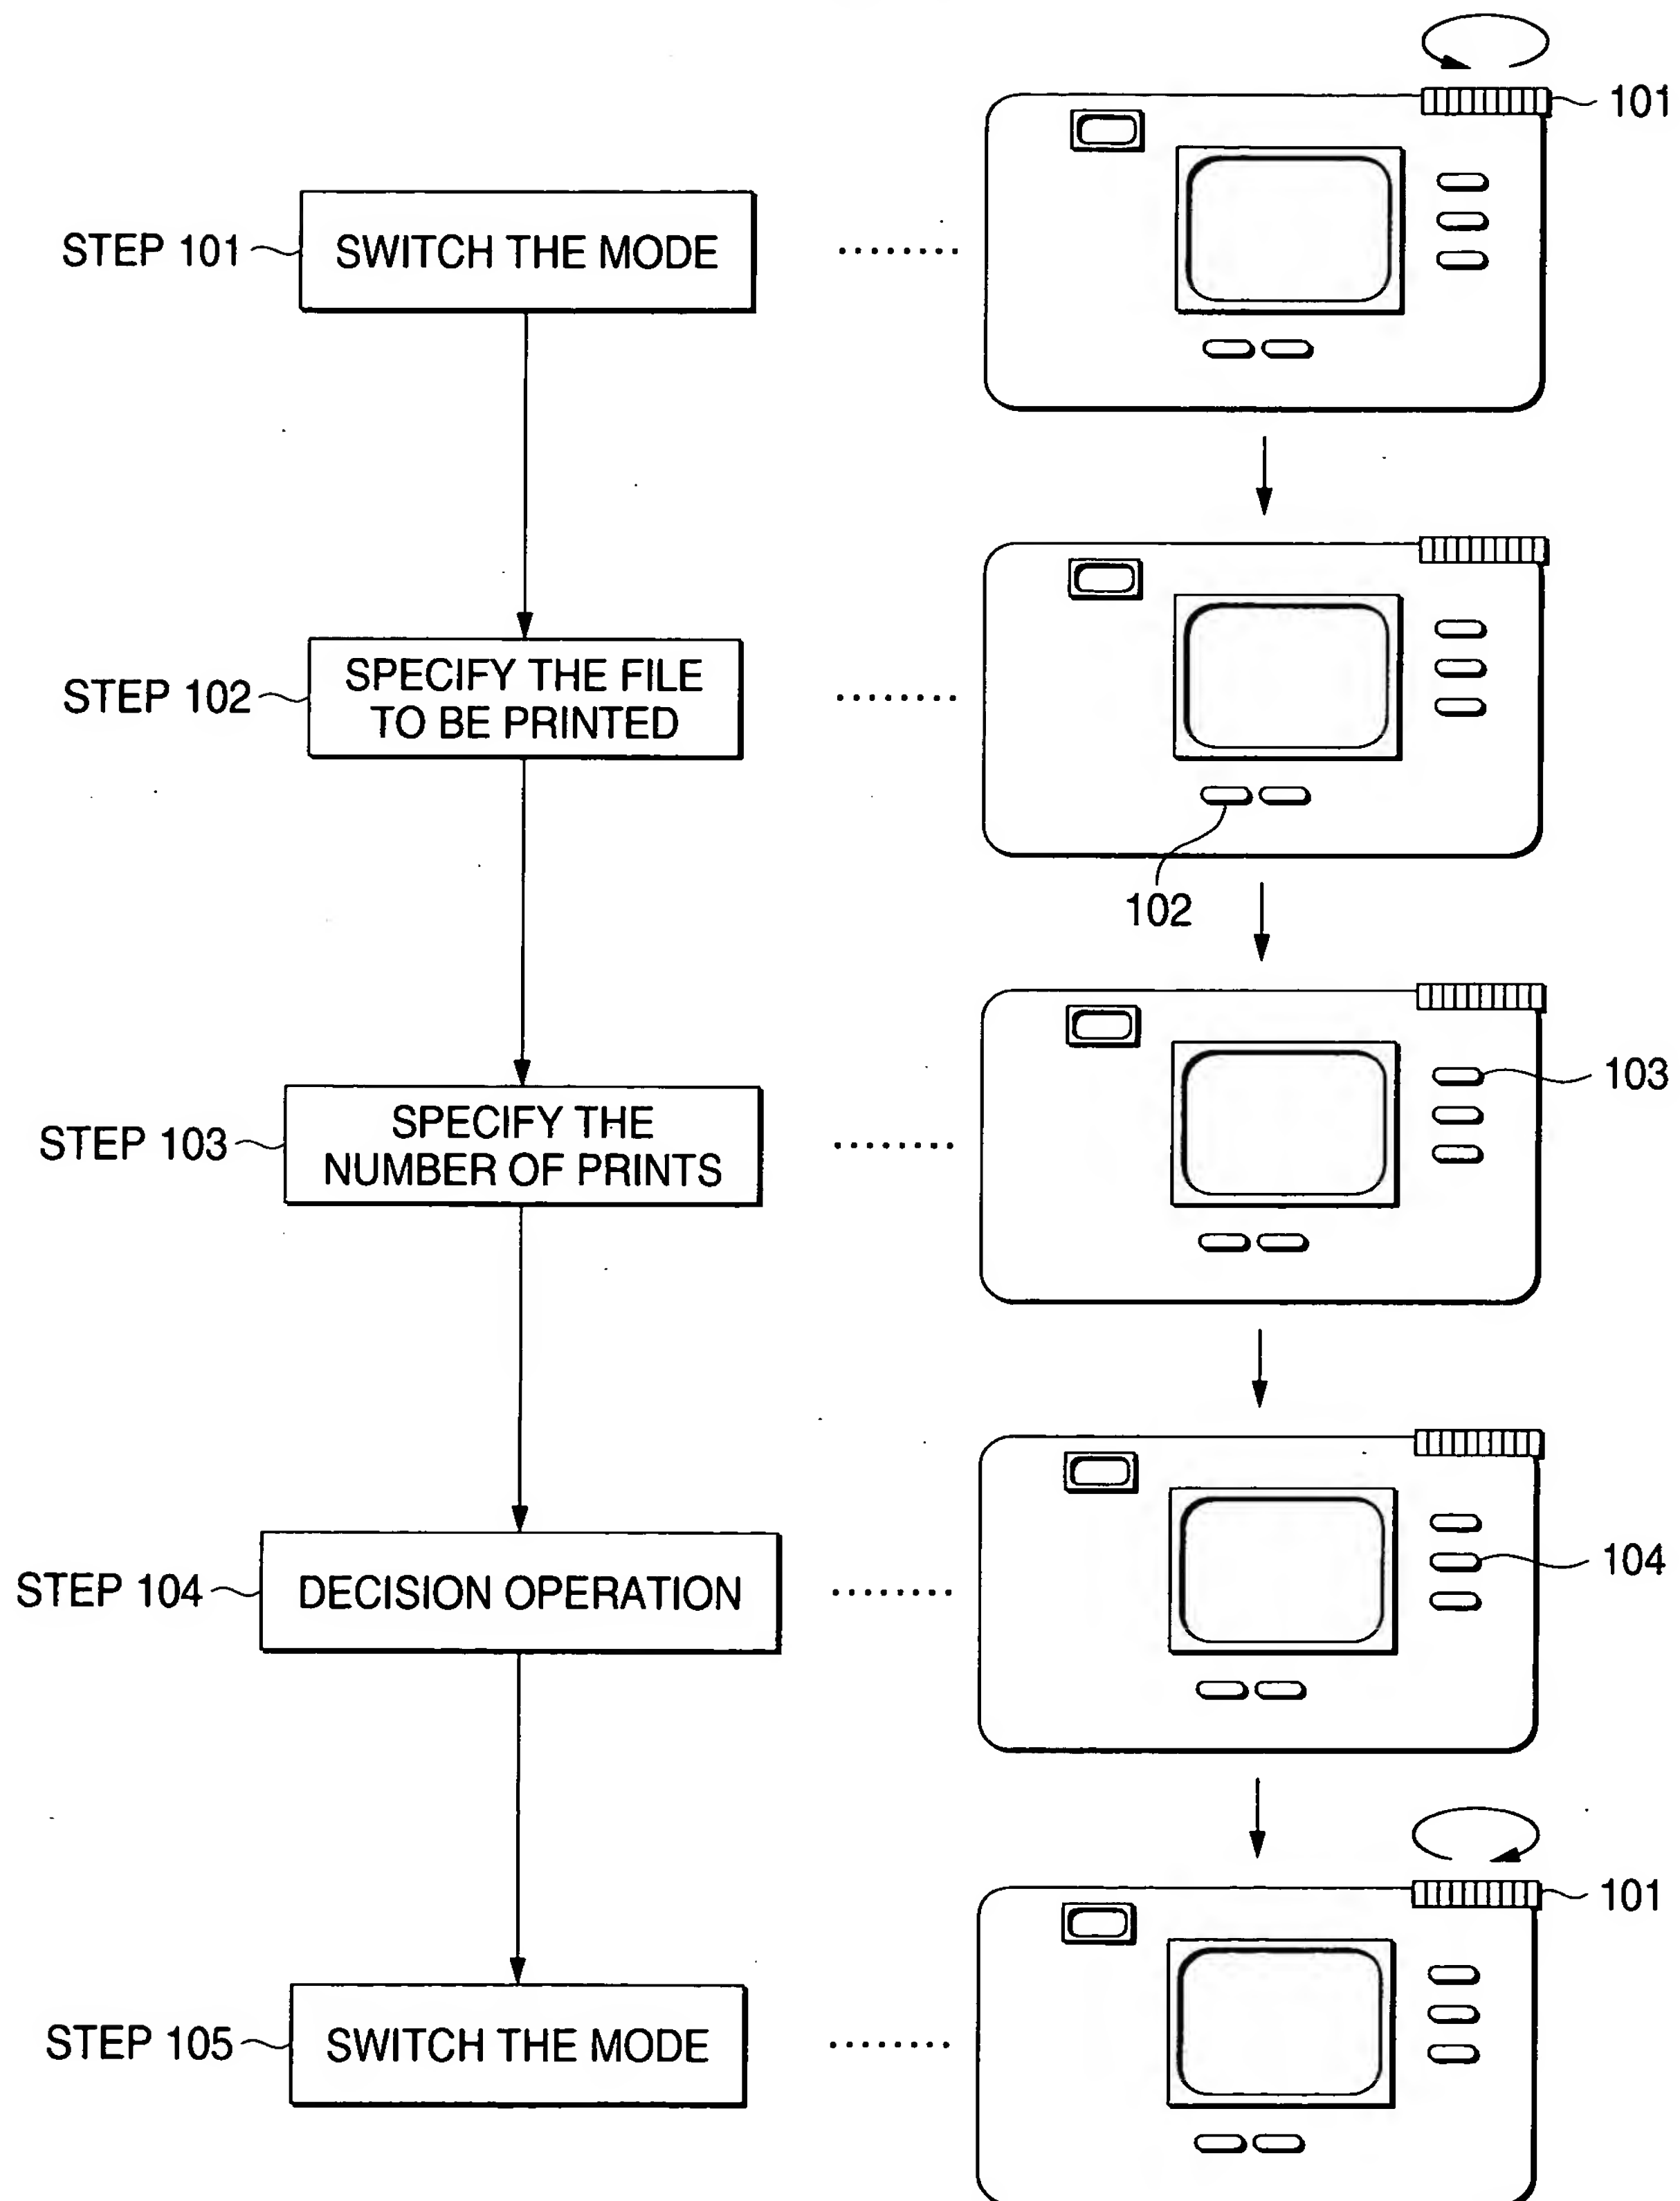 101
STEP 101
SWITCH THE MODE
STEP 102
SPECIFY THE FILE
TO BE PRINTED
102
STEP 103
SPECIFY THE
NUMBER OF PRINTS
103
STEP 104
DECISION OPERATION
104
101
STEP 105
SWITCH THE MODE